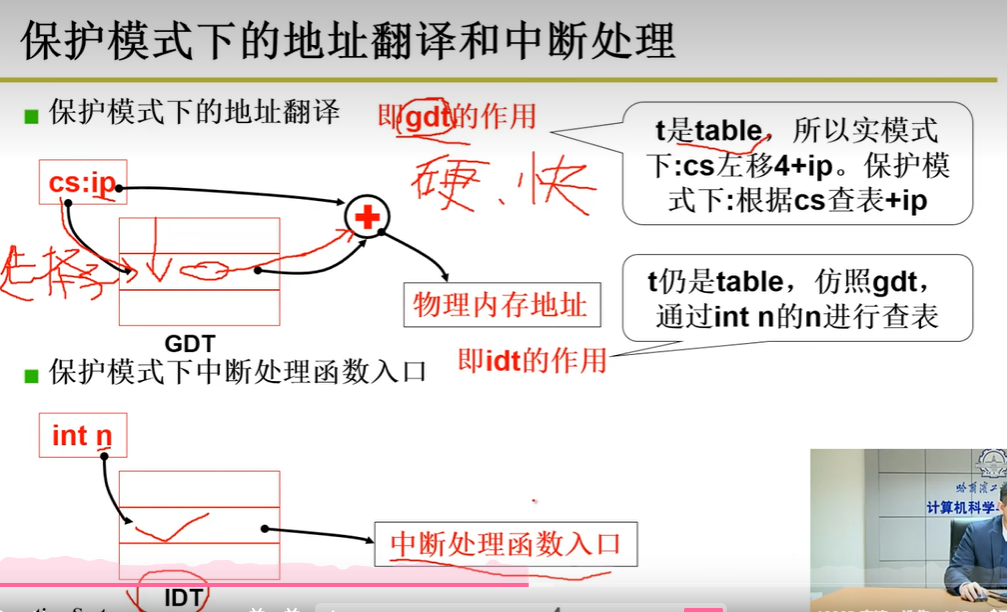 保护模式下的地址翻译和中断处理
保护模式下的地址翻译
即gdt的作用
t是table，所以实模式
下:cs左移4+ip。保护模
式下:根据cs查表+ip
硬、快
cs:ip
选择子
物理内存地址
GDT
t仍是table，仿照gdt，
通过int n的n进行查表
保护模式下中断处理函数入口
即idt的作用
int n
中断处理函数入口
IDT
计算机科学